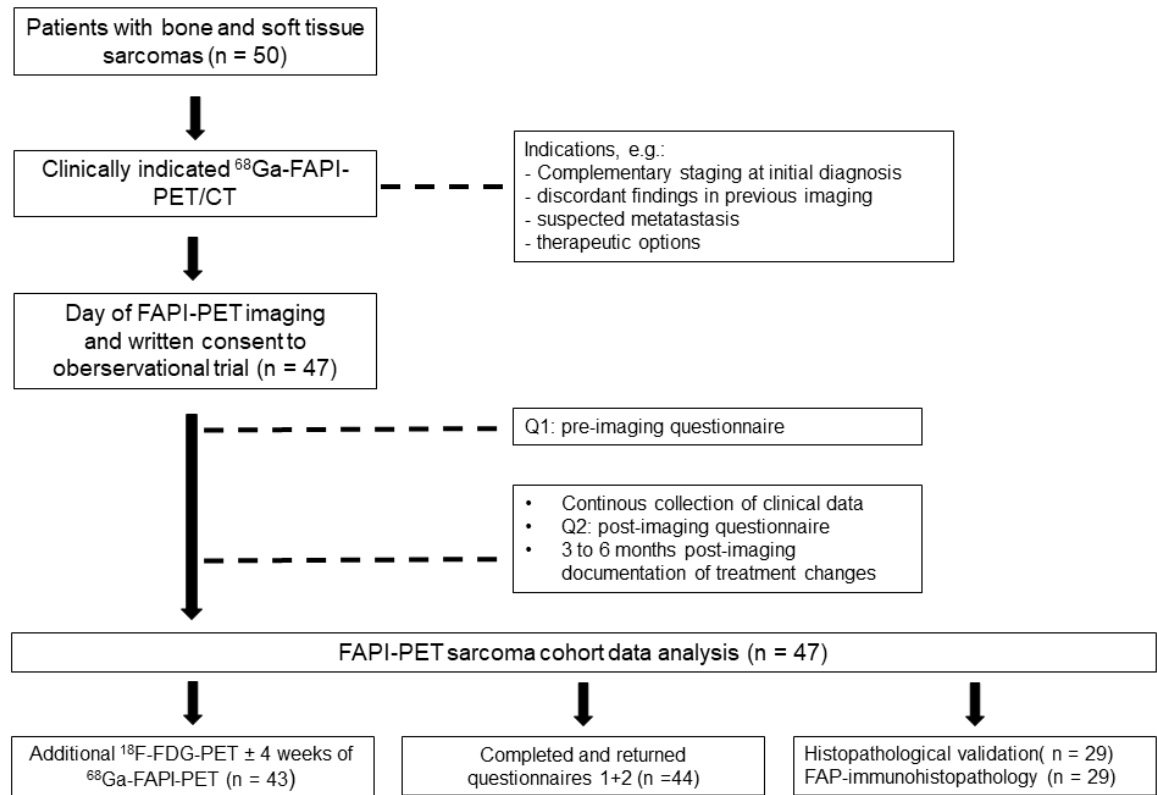 Patients with bone and soft tissue
sarcomas (n = 50)
Clinically indicated ⁶⁸Ga-FAPI-
PET/CT
Indications, e.g.:
- Complementary staging at initial diagnosis
- discordant findings in previous imaging
- suspected metatastasis
- therapeutic options
Day of FAPI-PET imaging
and written consent to
oberservational trial (n = 47)
Q1: pre-imaging questionnaire
• Continous collection of clinical data
• Q2: post-imaging questionnaire
• 3 to 6 months post-imaging
documentation of treatment changes
FAPI-PET sarcoma cohort data analysis (n = 47)
Additional ¹⁸F-FDG-PET ± 4 weeks of
⁶⁸Ga-FAPI-PET (n = 43)
Completed and returned
questionnaires 1+2 (n =44)
Histopathological validation( n = 29)
FAP-immunohistopathology (n = 29)